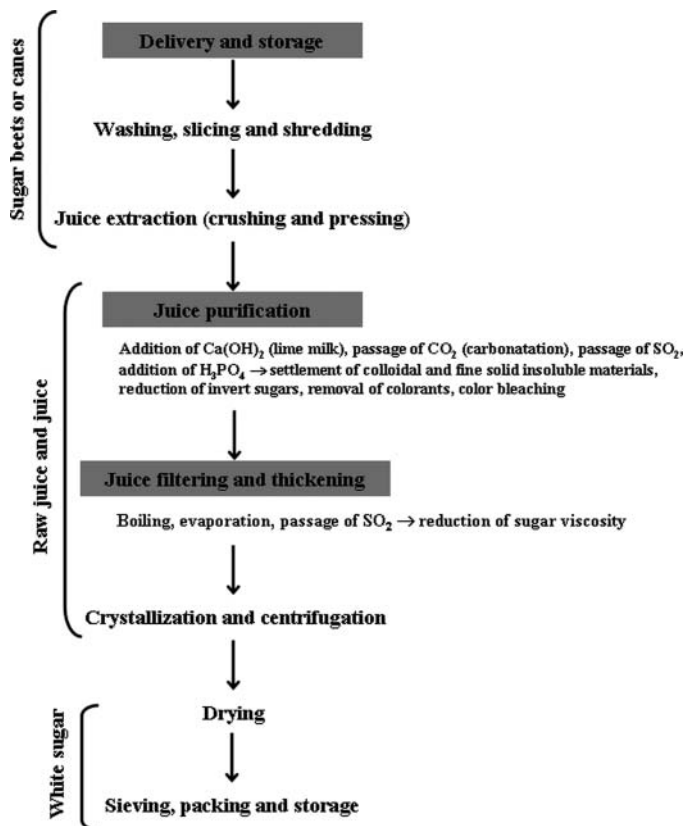 Sugar beets or canes
Delivery and storage
Washing, slicing and shredding
Juice extraction (crushing and pressing)
Raw juice and juice
Juice purification
Addition of Ca(OH)₂ (lime milk), passage of CO₂ (carbonatation), passage of SO₂,
addition of H₃PO₄ → settlement of colloidal and fine solid insoluble materials,
reduction of invert sugars, removal of colorants, color bleaching
Juice filtering and thickening
Boiling, evaporation, passage of SO₂ → reduction of sugar viscosity
Crystallization and centrifugation
White sugar
Drying
Sieving, packing and storage